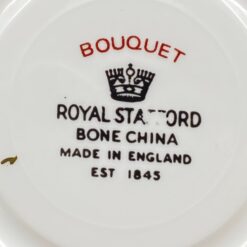 BOUQUET
ROYAL STAFFORD
BONE CHINA
MADE IN ENGLAND
EST 1845